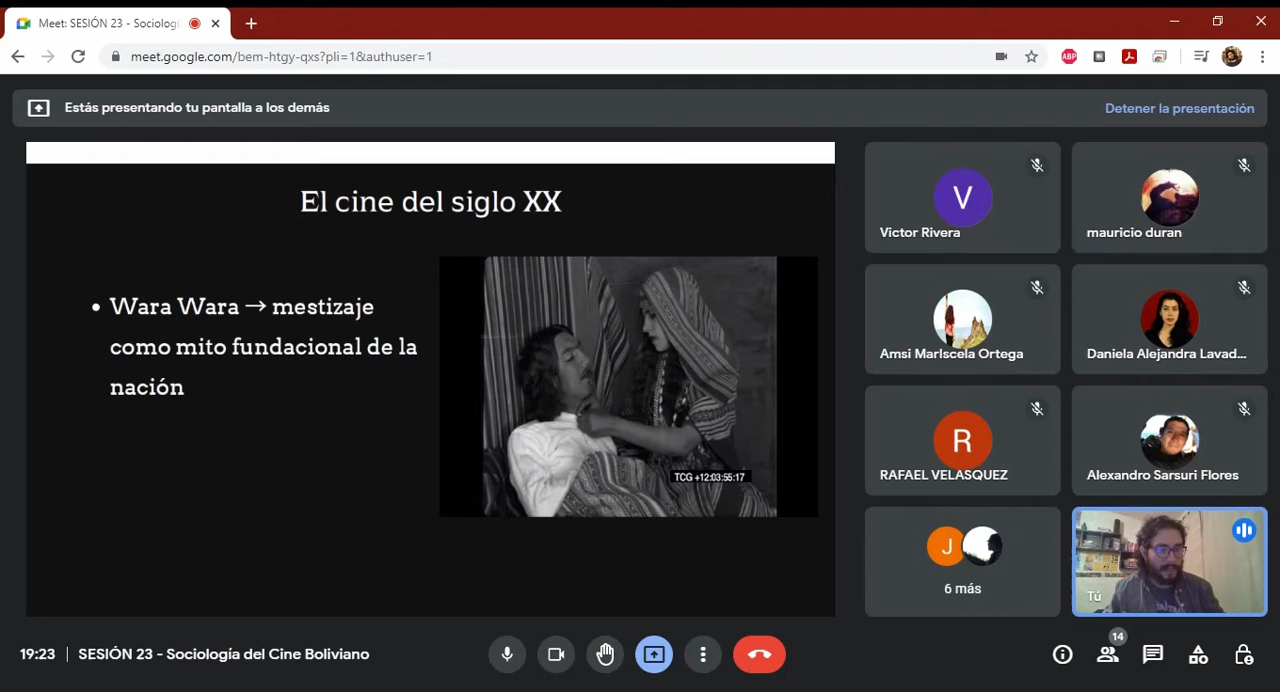 Meet: SESIÓN 23 - Sociolog
meet.google.com/bem-htgy-qxs?pli=1&authuser=1
ABP
Estás presentando tu pantalla a los demás
Detener la presentación
El cine del siglo XX
• Wara Wara → mestizaje
como mito fundacional de la
nación
TCG +12:03:55:17
V
Victor Rivera
mauricio duran
Amsi MarIscela Ortega
Daniela Alejandra Lavad...
R
RAFAEL VELASQUEZ
Alexandro Sarsuri Flores
J
6 más
Tú
19:23 | SESIÓN 23 - Sociología del Cine Boliviano
14